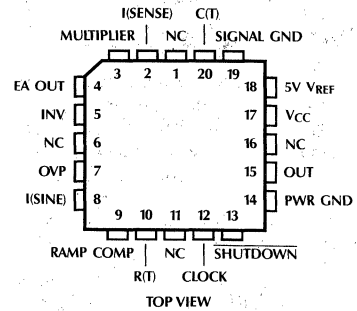 I(SENSE) C(T)
MULTIPLIER NC SIGNAL GND
3 2 1 20 19
EA OUT 4 18 5V VREF
INV 5 17 VCC
NC 6 16 NC
OVP 7 15 OUT
I(SINE) 8 14 PWR GND
9 10 11 12 13
RAMP COMP NC SHUTDOWN
R(T) CLOCK
TOP VIEW